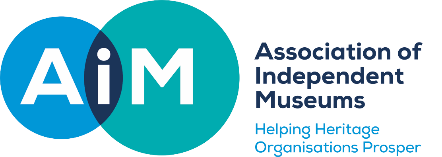 AiM
Association of
Independent
Museums
Helping Heritage
Organisations Prosper